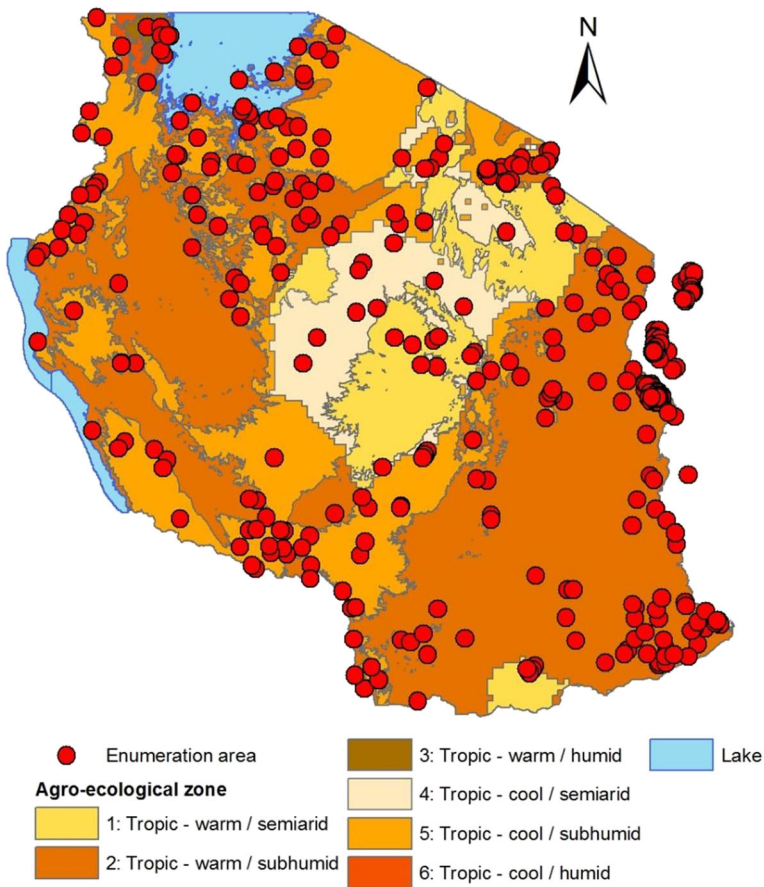 N
Enumeration area
Agro-ecological zone
1: Tropic - warm / semiarid
2: Tropic - warm / subhumid
3: Tropic - warm / humid
4: Tropic - cool / semiarid
5: Tropic - cool / subhumid
6: Tropic - cool / humid
Lake